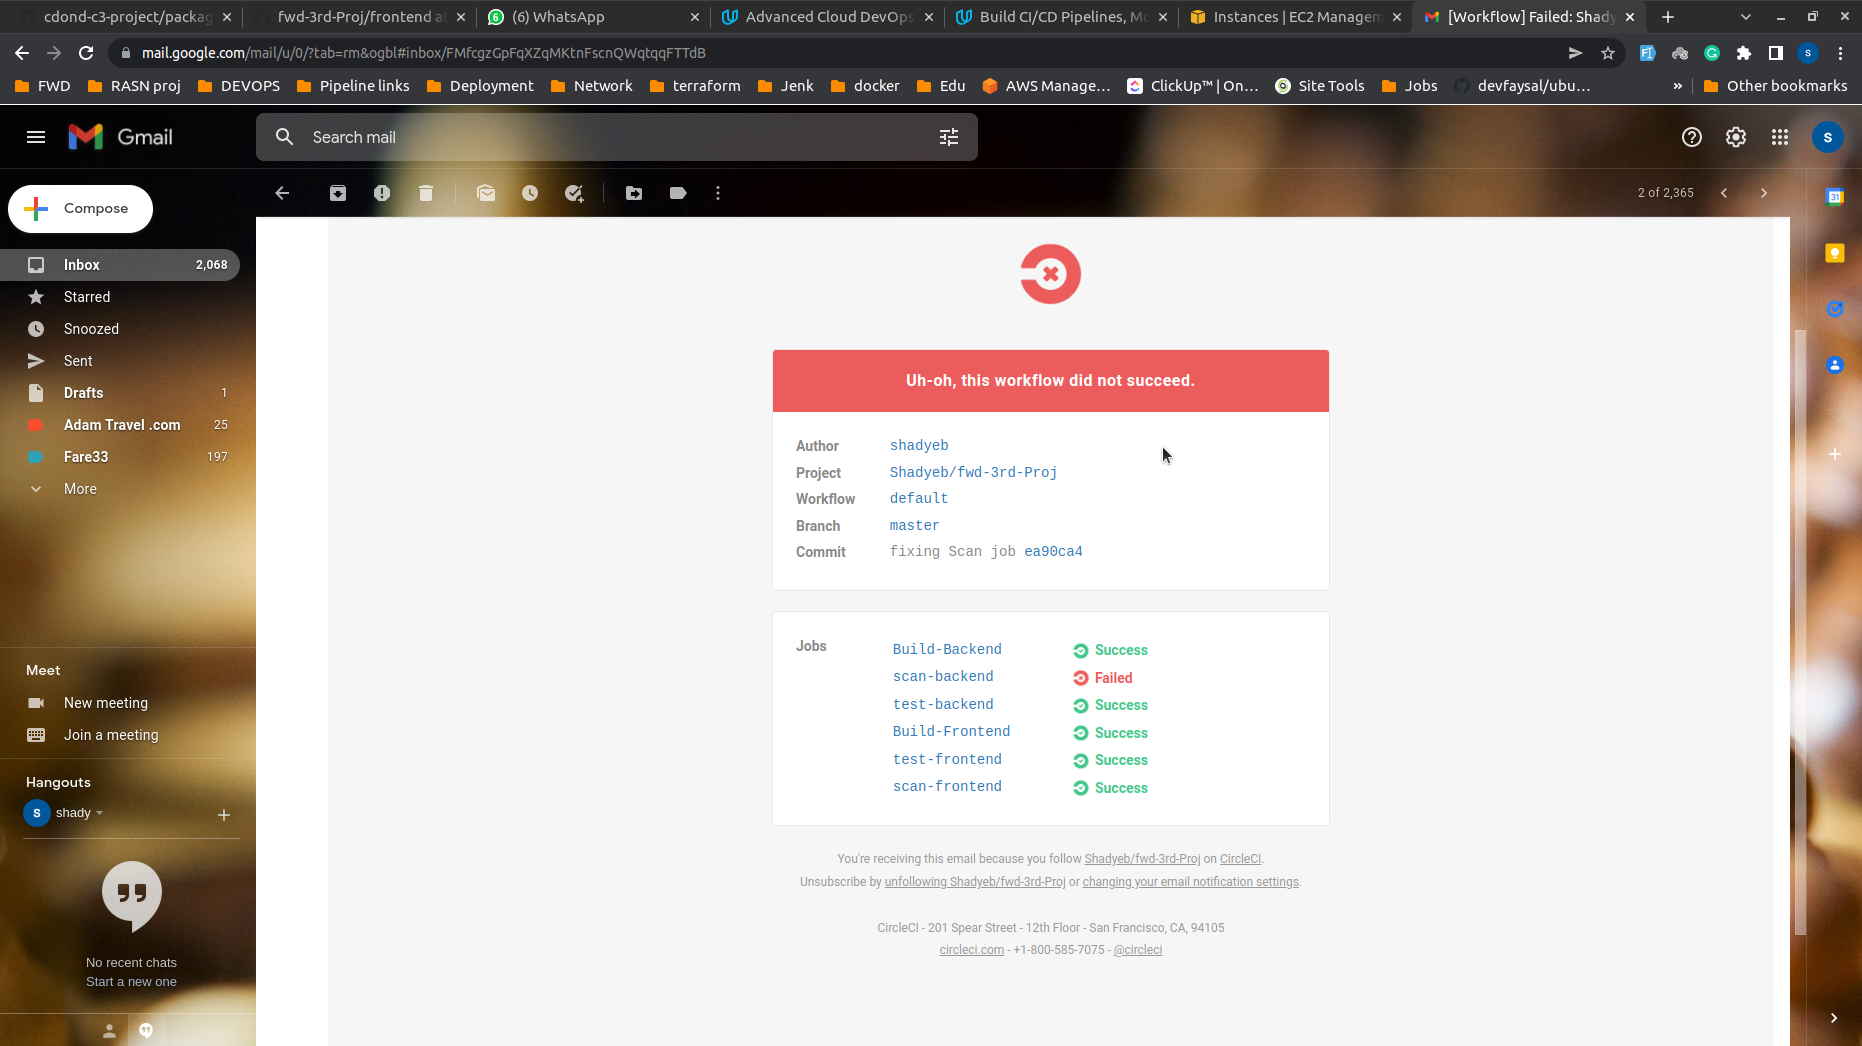 cdond-c3-project/packag
fwd-3rd-Proj/frontend at
(6) WhatsApp
Advanced Cloud DevOps
Build CI/CD Pipelines, Mo
Instances | EC2 Managem
[Workflow] Failed: Shady
mail.google.com/mail/u/0/?tab=rm&ogbl#inbox/FMfcgzGpFqXZqMKtnFscnQWqtqqFTTdB
FWD
RASN proj
DEVOPS
Pipeline links
Deployment
Network
terraform
Jenk
docker
Edu
AWS Manage...
ClickUp™ | On...
Site Tools
Jobs
devfaysal/ubu...
»
Other bookmarks
Gmail
Search mail
S
2 of 2,365
Compose
Inbox 2,068
Starred
Snoozed
Sent
Drafts 1
Adam Travel .com 25
Fare33 197
More
Meet
New meeting
Join a meeting
Hangouts
S shady
No recent chats
Start a new one
31
Uh-oh, this workflow did not succeed.
Author shadyeb
Project Shadyeb/fwd-3rd-Proj
Workflow default
Branch master
Commit fixing Scan job ea90ca4
Jobs Build-Backend Success
scan-backend Failed
test-backend Success
Build-Frontend Success
test-frontend Success
scan-frontend Success
You're receiving this email because you follow Shadyeb/fwd-3rd-Proj on CircleCI.
Unsubscribe by unfollowing Shadyeb/fwd-3rd-Proj or changing your email notification settings.
CircleCI - 201 Spear Street - 12th Floor - San Francisco, CA, 94105
circleci.com - +1-800-585-7075 - @circleci